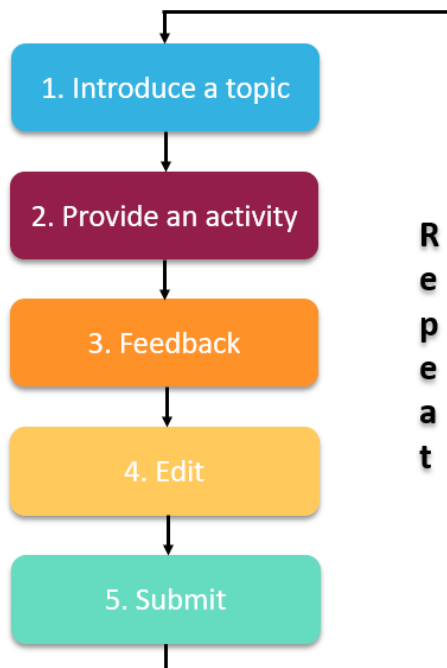 1. Introduce a topic
2. Provide an activity
3. Feedback
4. Edit
5. Submit
R
e
p
e
a
t